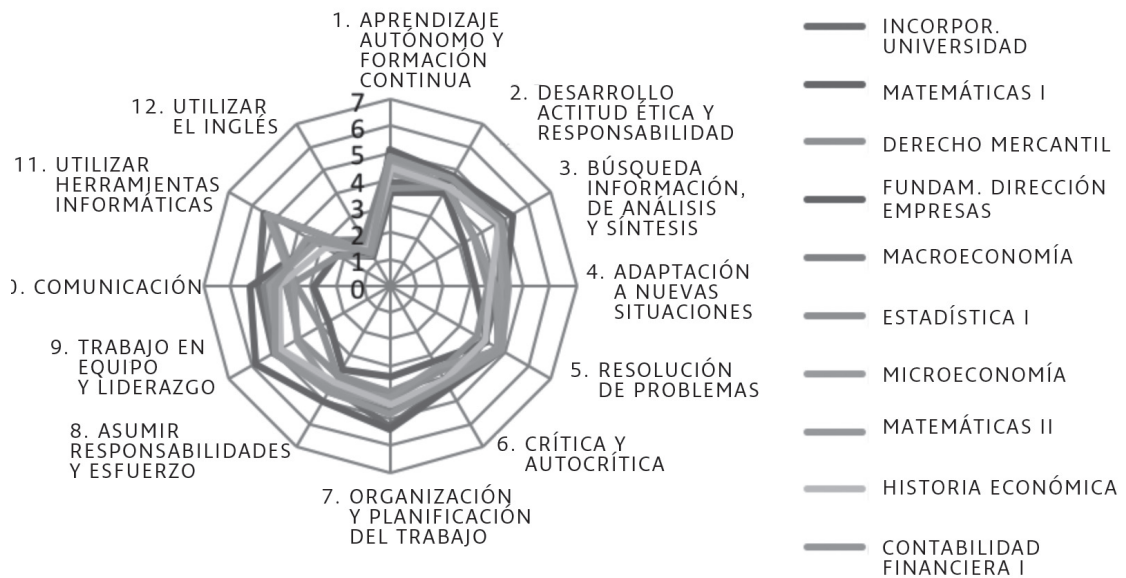 1. APRENDIZAJE
AUTÓNOMO Y
FORMACIÓN
CONTINUA
2. DESARROLLO
ACTITUD ÉTICA Y
RESPONSABILIDAD
3. BÚSQUEDA
INFORMACIÓN,
DE ANÁLISIS
Y SÍNTESIS
4. ADAPTACIÓN
A NUEVAS
SITUACIONES
5. RESOLUCIÓN
DE PROBLEMAS
6. CRÍTICA Y
AUTOCRÍTICA
7. ORGANIZACIÓN
Y PLANIFICACIÓN
DEL TRABAJO
8. ASUMIR
RESPONSABILIDADES
Y ESFUERZO
9. TRABAJO EN
EQUIPO
Y LIDERAZGO
0. COMUNICACIÓN
11. UTILIZAR
HERRAMIENTAS
INFORMÁTICAS
12. UTILIZAR
EL INGLÉS
7
6
5
4
3
2
1
0
INCORPOR.
UNIVERSIDAD
MATEMÁTICAS I
DERECHO MERCANTIL
FUNDAM. DIRECCIÓN
EMPRESAS
MACROECONOMÍA
ESTADÍSTICA I
MICROECONOMÍA
MATEMÁTICAS II
HISTORIA ECONÓMICA
CONTABILIDAD
FINANCIERA I